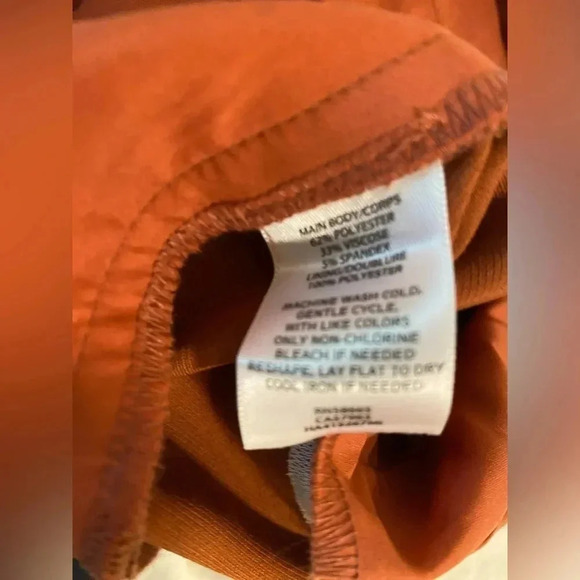 MAIN BODY/CORPS
62% POLYESTER
33% VISCOSE
5% SPANDEX
LINING/DOUBLURE
100% POLYESTER
MACHINE WASH COLD,
GENTLE CYCLE,
WITH LIKE COLORS
ONLY NON-CHLORINE
BLEACH IF NEEDED
RESHAPE, LAY FLAT TO DRY
COOL IRON IF NEEDED